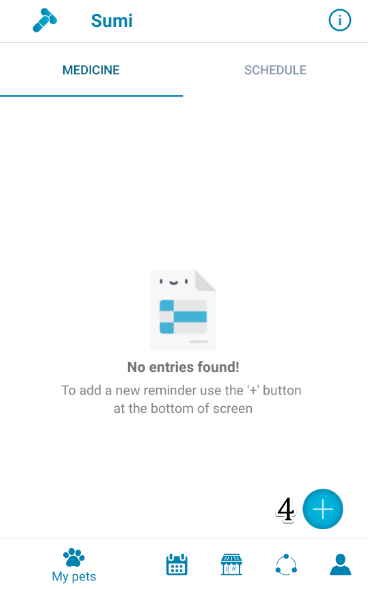 Sumi
MEDICINE
SCHEDULE
No entries found!
To add a new reminder use the '+' button
at the bottom of screen
4
My pets